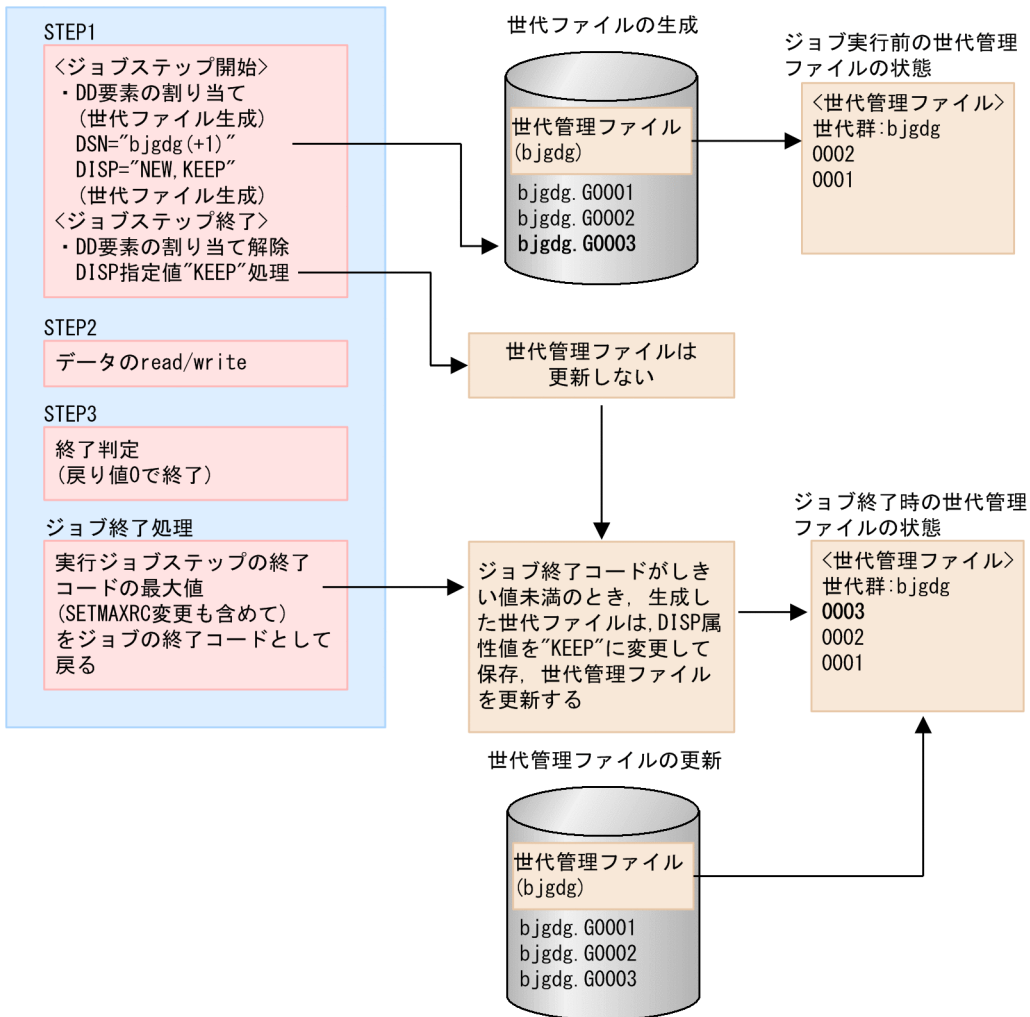 STEP1
<ジョブステップ開始>
・DD要素の割り当て
(世代ファイル生成)
DSN="bjgdg(+1)"
DISP="NEW,KEEP"
(世代ファイル生成)
<ジョブステップ終了>
・DD要素の割り当て解除
DISP指定値"KEEP"処理
STEP2
データのread/write
STEP3
終了判定
(戻り値0で終了)
ジョブ終了処理
実行ジョブステップの終了
コードの最大値
(SETMAXRC変更も含めて)
をジョブの終了コードとして
戻る
世代ファイルの生成
世代管理ファイル
(bjgdg)
bjgdg.G0001
bjgdg.G0002
bjgdg.G0003
ジョブ実行前の世代管理
ファイルの状態
<世代管理ファイル>
世代群:bjgdg
0002
0001
世代管理ファイルは
更新しない
ジョブ終了コードがしき
い値未満のとき，生成し
た世代ファイルは,DISP属
性値を"KEEP"に変更して
保存，世代管理ファイル
を更新する
ジョブ終了時の世代管理
ファイルの状態
<世代管理ファイル>
世代群:bjgdg
0003
0002
0001
世代管理ファイルの更新
世代管理ファイル
(bjgdg)
bjgdg.G0001
bjgdg.G0002
bjgdg.G0003